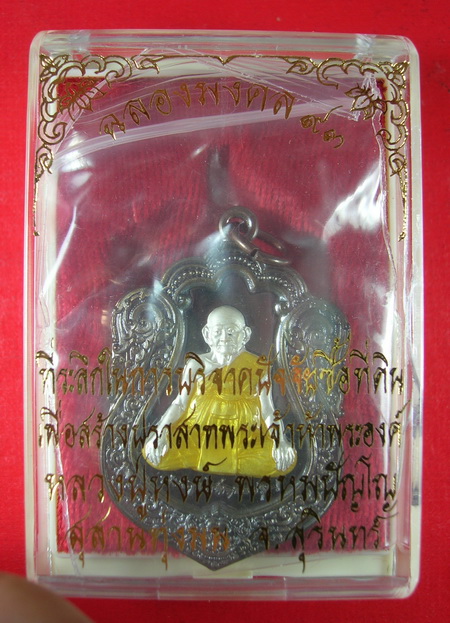 ฉลองมงคล ๙๓
ที่ระลึกในการบริจาคปัจจัยซื้อที่ดิน
เพื่อสร้างปราสาทพระเจ้าห้าพระองค์
หลวงปู่หงษ์ พรหมปัญโญ
สุสานทุ่งมน จ.สุรินทร์